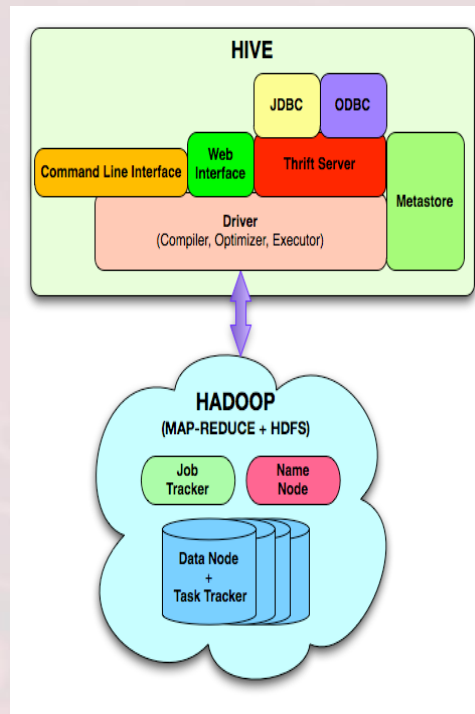 HIVE
JDBC
ODBC
Command Line Interface
Web
Interface
Thrift Server
Metastore
Driver
(Compiler, Optimizer, Executor)
HADOOP
(MAP-REDUCE + HDFS)
Job
Tracker
Name
Node
Data Node
+
Task Tracker